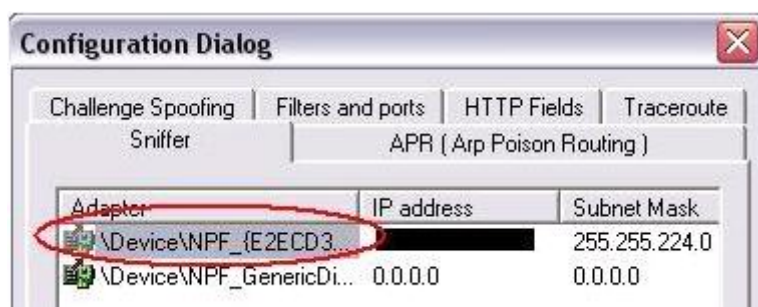 Configuration Dialog
Challenge Spoofing Filters and ports HTTP Fields Traceroute
Sniffer APR ( Arp Poison Routing )
Adapter IP address Subnet Mask
\Device\NPF_{E2ECD3... 255.255.224.0
\Device\NPF_GenericDi... 0.0.0.0 0.0.0.0